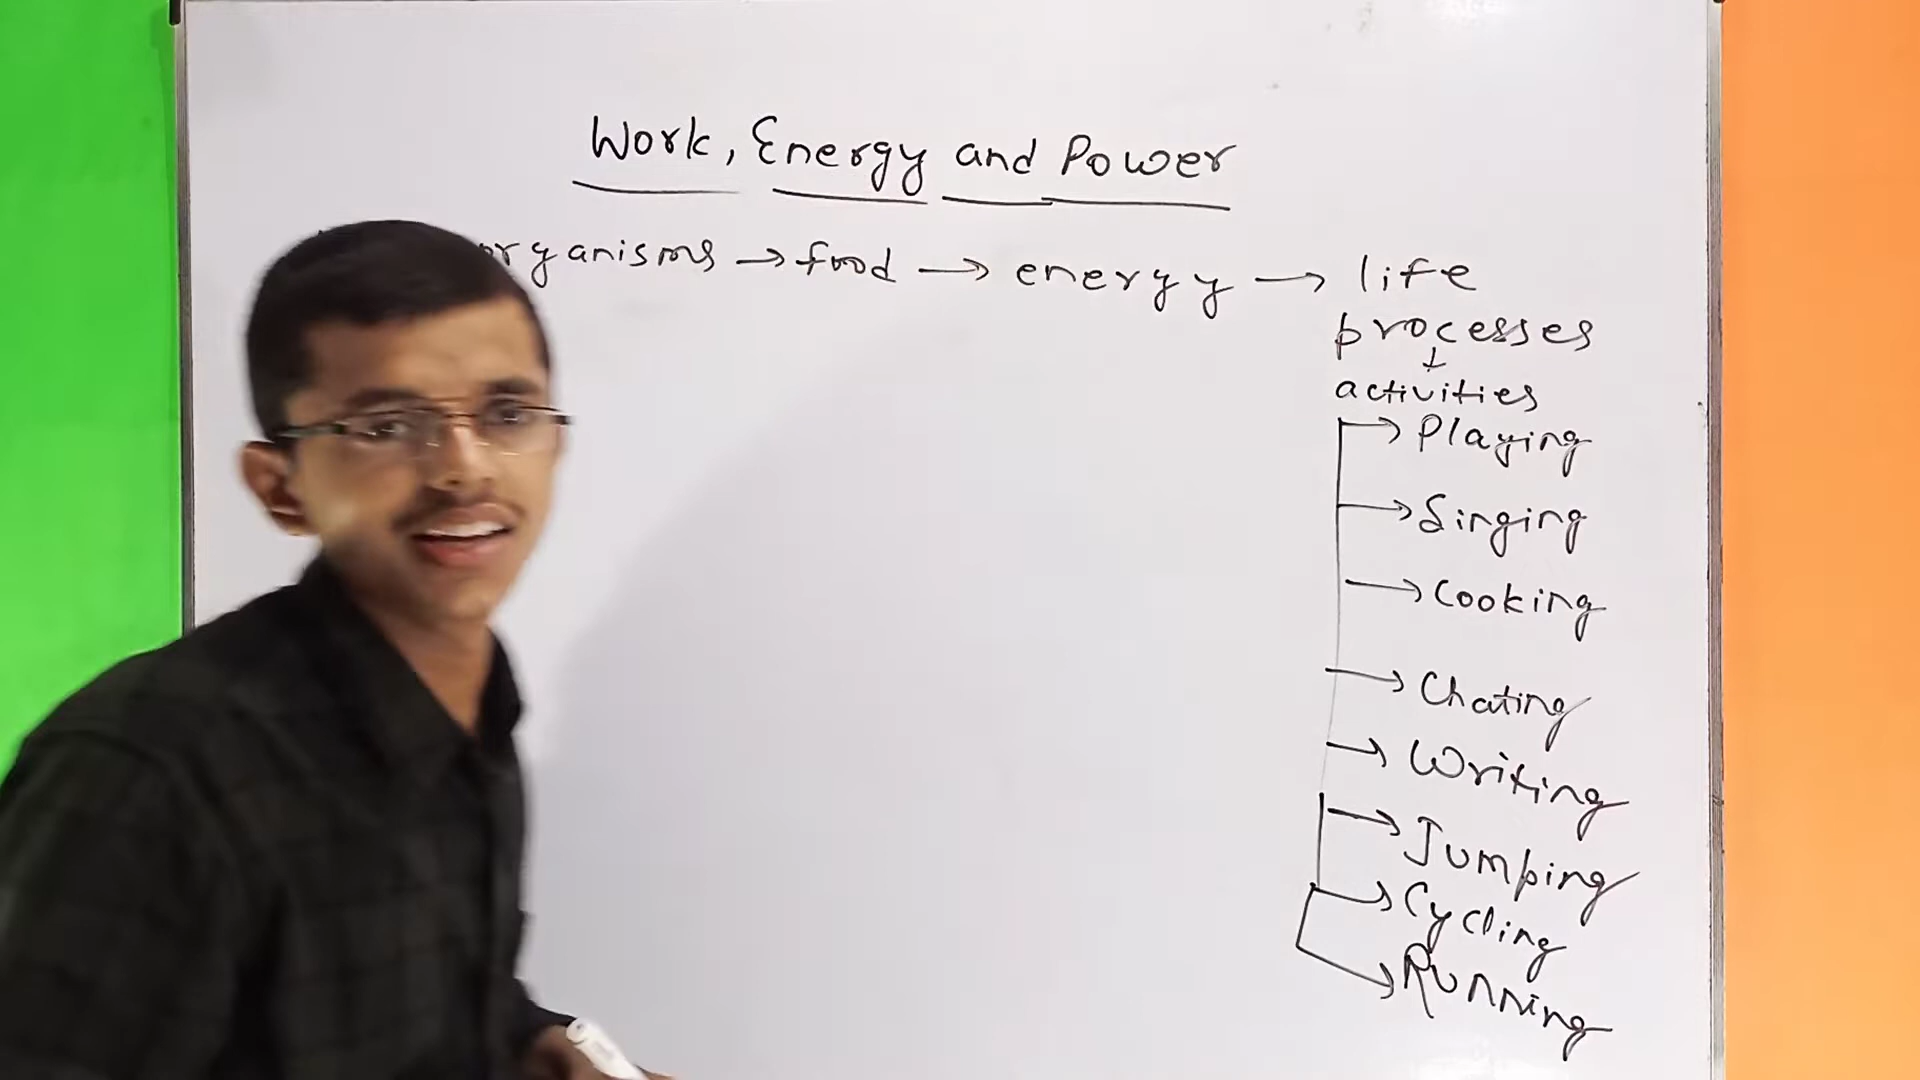 Work, Energy and Power
organisms → food → energy → life
processes
↓
activities
→ Playing
→ Singing
→ Cooking
→ Chating
→ Writing
→ Jumping
→ Cycling
→ Running